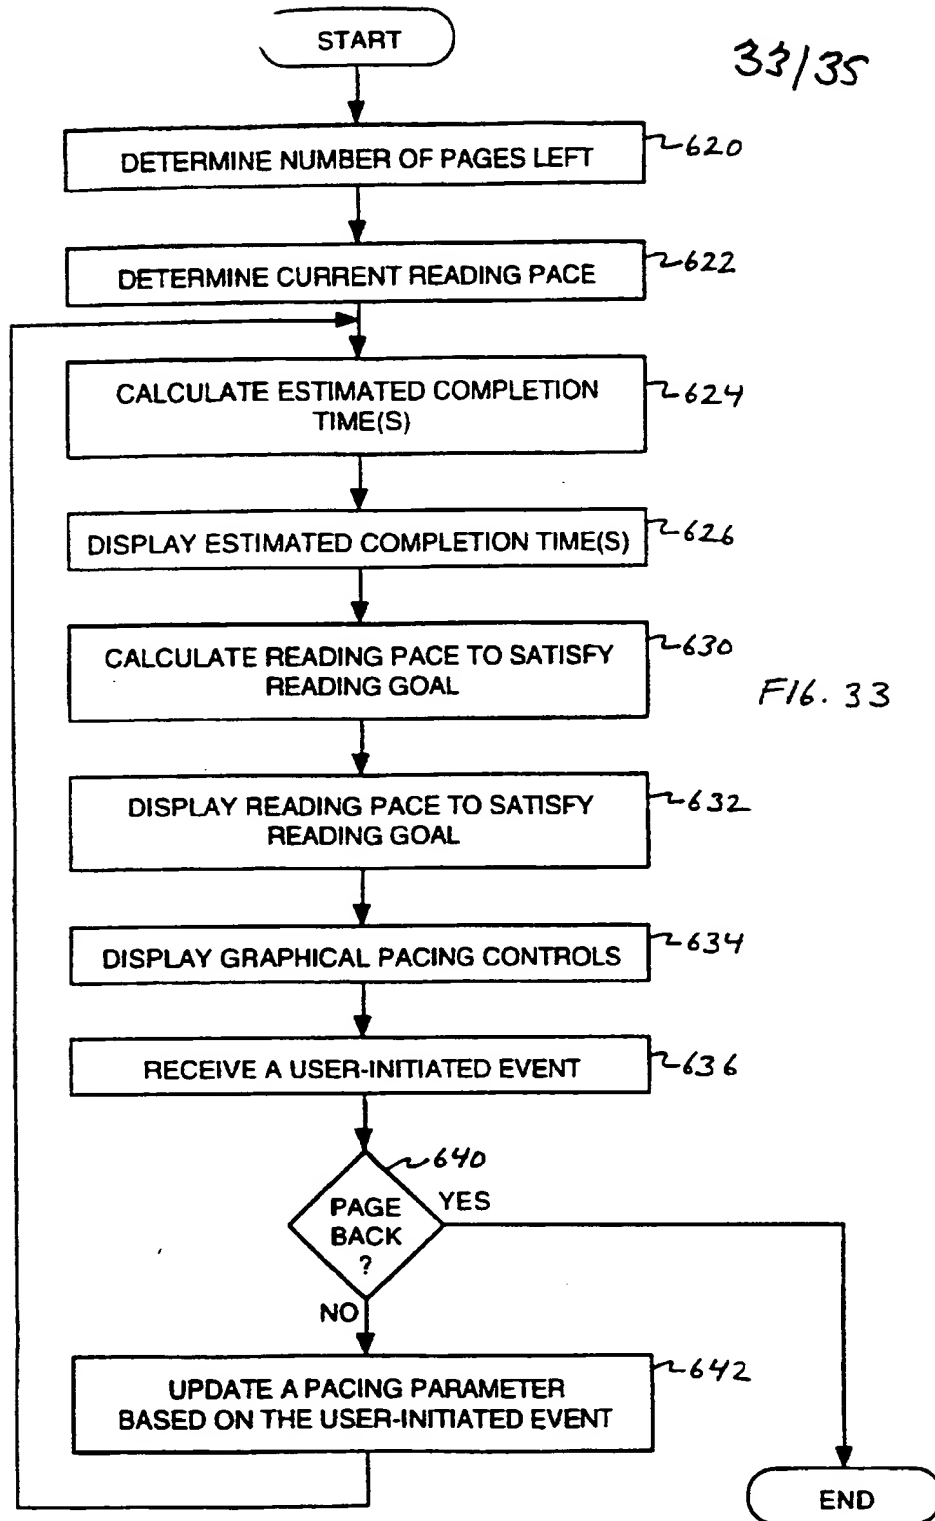 START
33/35
DETERMINE NUMBER OF PAGES LEFT
620
DETERMINE CURRENT READING PACE
622
CALCULATE ESTIMATED COMPLETION
TIME(S)
624
DISPLAY ESTIMATED COMPLETION TIME(S)
626
CALCULATE READING PACE TO SATISFY
READING GOAL
630
FIG. 33
DISPLAY READING PACE TO SATISFY
READING GOAL
632
DISPLAY GRAPHICAL PACING CONTROLS
634
RECEIVE A USER-INITIATED EVENT
636
640
PAGE
BACK
?
YES
NO
UPDATE A PACING PARAMETER
BASED ON THE USER-INITIATED EVENT
642
END